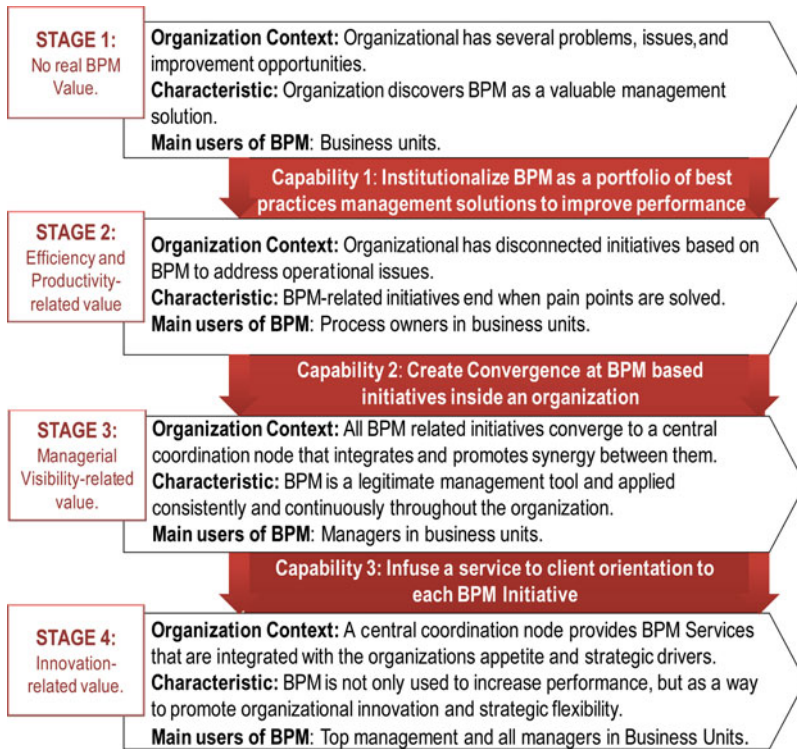 STAGE 1:
No real BPM
Value.
Organization Context: Organizational has several problems, issues, and
improvement opportunities.
Characteristic: Organization discovers BPM as a valuable management
solution.
Main users of BPM: Business units.
Capability 1: Institutionalize BPM as a portfolio of best
practices management solutions to improve performance
STAGE 2:
Efficiency and
Productivity-
related value
Organization Context: Organizational has disconnected initiatives based on
BPM to address operational issues.
Characteristic: BPM-related initiatives end when pain points are solved.
Main users of BPM: Process owners in business units.
Capability 2: Create Convergence at BPM based
initiatives inside an organization
STAGE 3:
Managerial
Visibility-related
value.
Organization Context: All BPM related initiatives converge to a central
coordination node that integrates and promotes synergy between them.
Characteristic: BPM is a legitimate management tool and applied
consistently and continuously throughout the organization.
Main users of BPM: Managers in business units.
Capability 3: Infuse a service to client orientation to
each BPM Initiative
STAGE 4:
Innovation-
related value.
Organization Context: A central coordination node provides BPM Services
that are integrated with the organizations appetite and strategic drivers.
Characteristic: BPM is not only used to increase performance, but as a way
to promote organizational innovation and strategic flexibility.
Main users of BPM: Top management and all managers in Business Units.